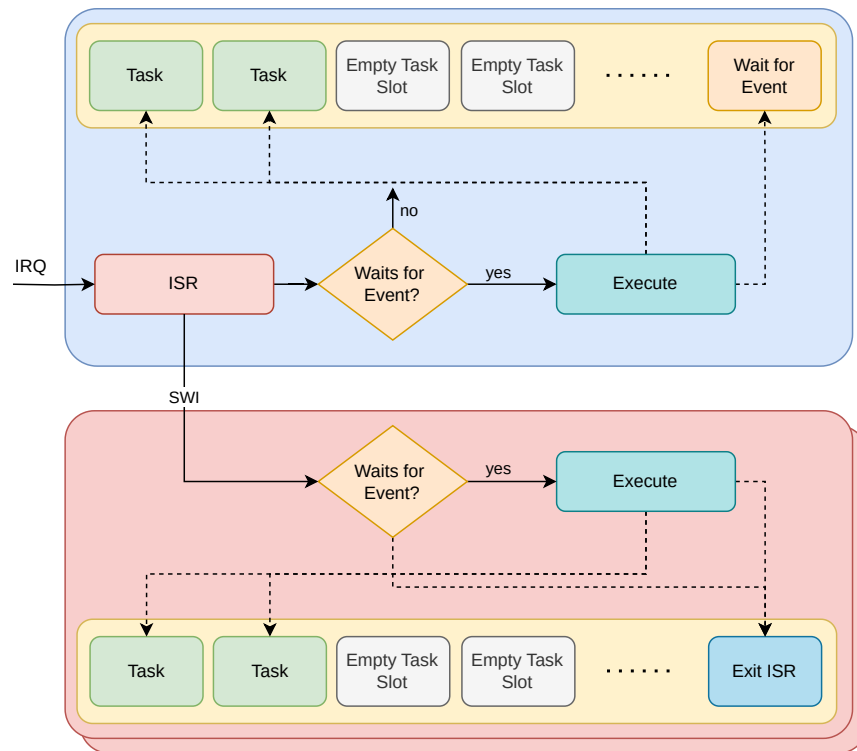 Task
Task
Empty Task
Slot
Empty Task
Slot
. . . . . .
Wait for
Event
no
IRQ
ISR
Waits for
Event?
yes
Execute
SWI
Waits for
Event?
yes
Execute
Task
Task
Empty Task
Slot
Empty Task
Slot
. . . . . .
Exit ISR